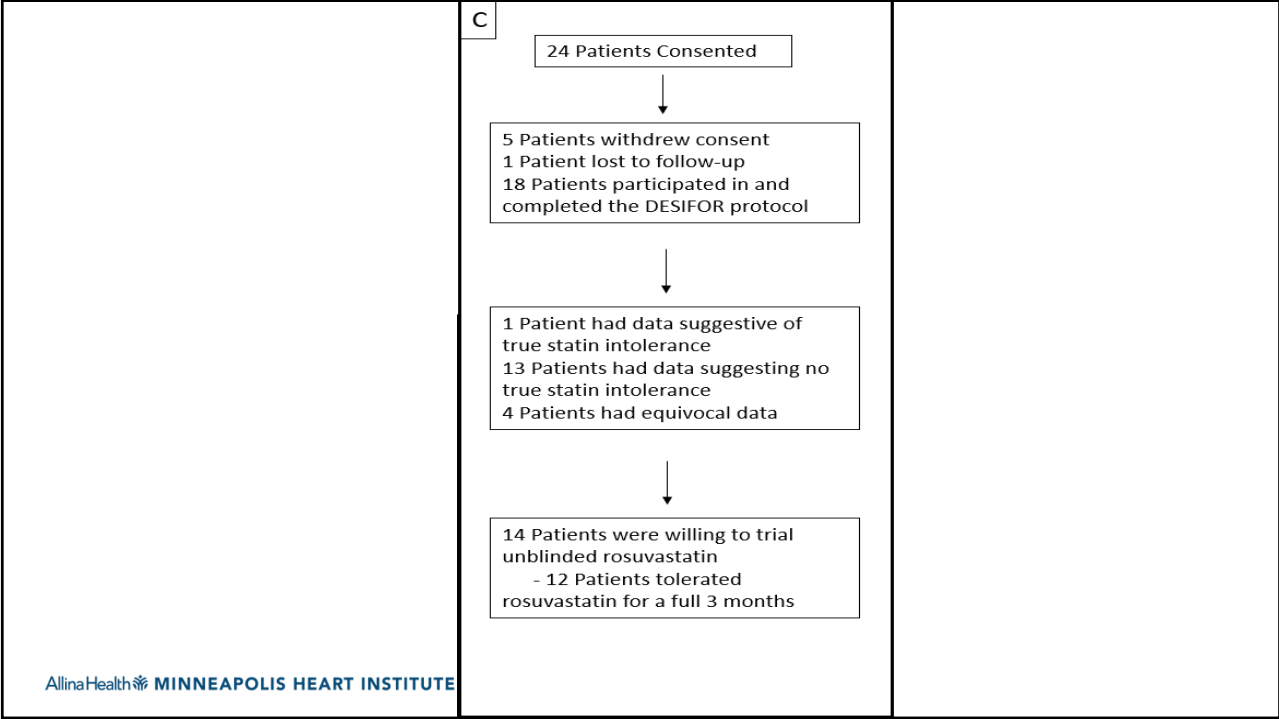 C
24 Patients Consented
5 Patients withdrew consent
1 Patient lost to follow-up
18 Patients participated in and
completed the DESIFOR protocol
1 Patient had data suggestive of
true statin intolerance
13 Patients had data suggesting no
true statin intolerance
4 Patients had equivocal data
14 Patients were willing to trial
unblinded rosuvastatin
- 12 Patients tolerated
rosuvastatin for a full 3 months
AllinaHealth MINNEAPOLIS HEART INSTITUTE